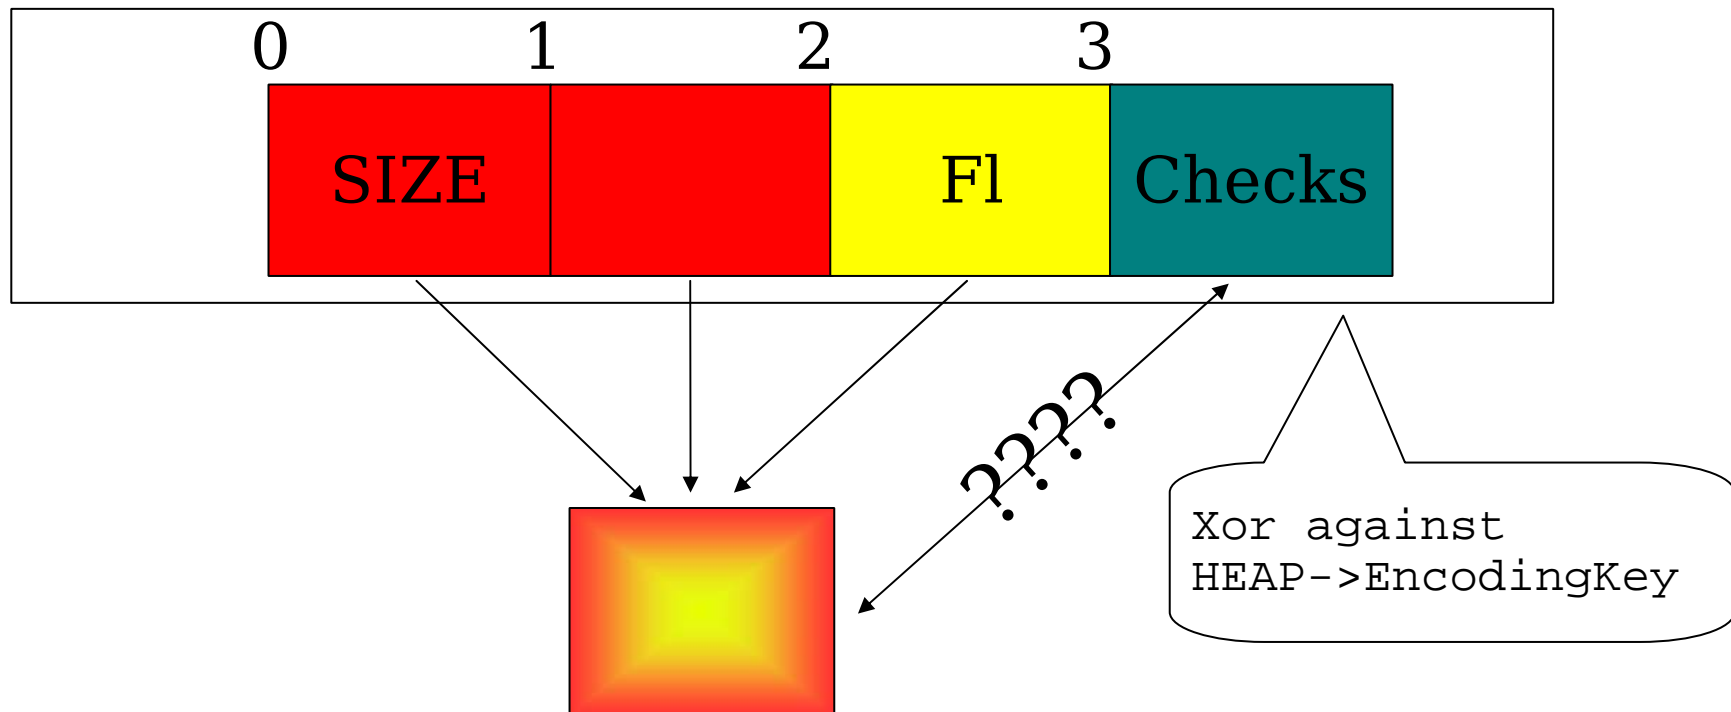 0 1 2 3
SIZE Fl Checks
????
Xor against
HEAP->EncodingKey